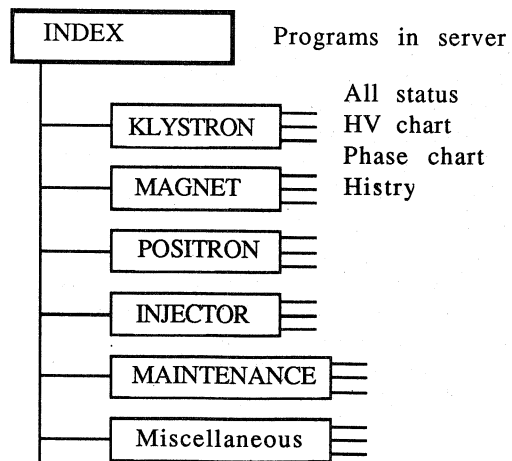 INDEX
Programs in server
KLYSTRON
All status
HV chart
Phase chart
Histry
MAGNET
POSITRON
INJECTOR
MAINTENANCE
Miscellaneous